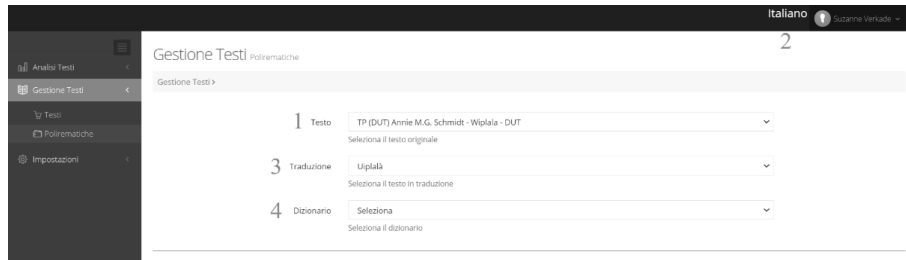 Italiano
Suzanne Verkade
2
Analisi Testi
Gestione Testi
Testi
Polirematiche
Impostazioni
Gestione Testi Polirematiche
Gestione Testi >
1 Testo TP (DUT) Annie M.G. Schmidt - Wiplala - DUT
Seleziona il testo originale
3 Traduzione Uiplalà
Seleziona il testo in traduzione
4 Dizionario Seleziona
Seleziona il dizionario